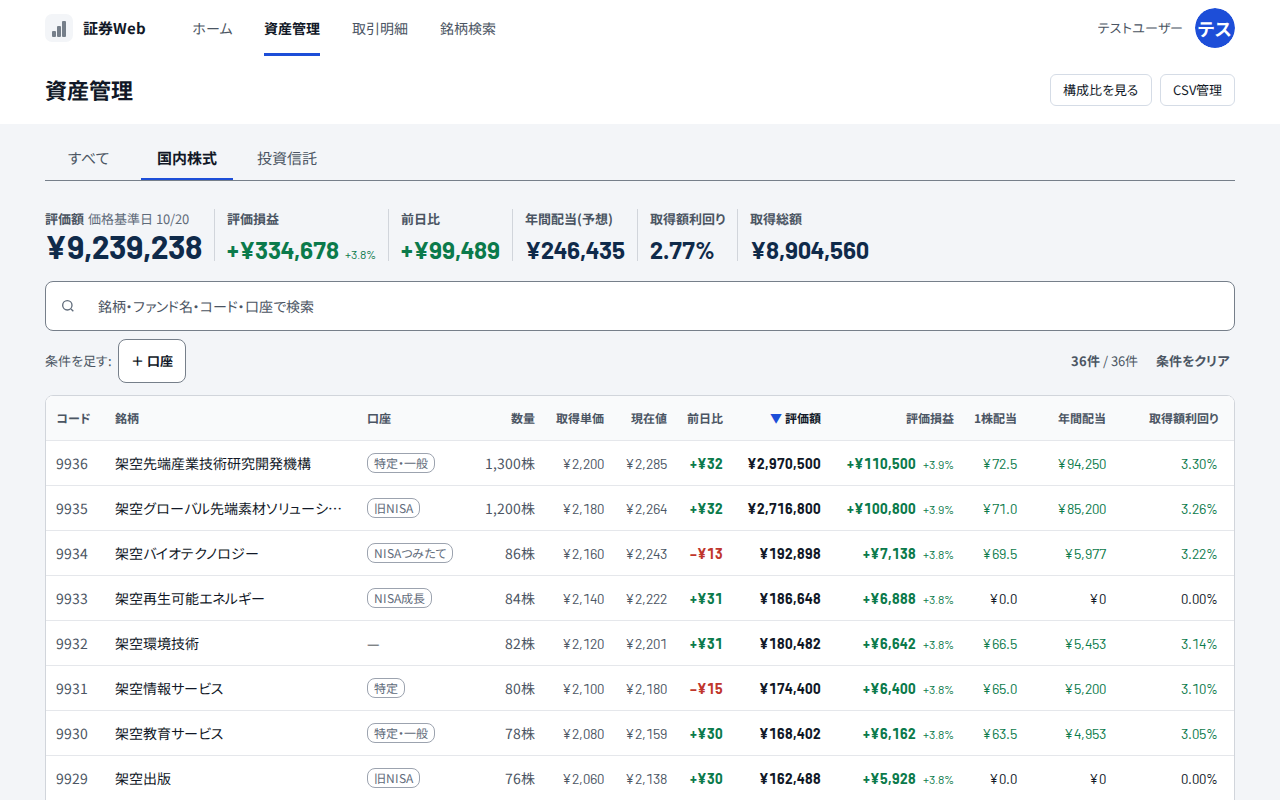 証券Web ホーム 資産管理 取引明細 銘柄検索 テストユーザー テス
資産管理 構成比を見る CSV管理
すべて 国内株式 投資信託
評価額 価格基準日 10/20 評価損益 前日比 年間配当(予想) 取得額利回り 取得総額
¥9,239,238 +¥334,678 +3.8% +¥99,489 ¥246,435 2.77% ¥8,904,560
銘柄・ファンド名・コード・口座で検索
条件を足す: + 口座 36件 / 36件 条件をクリア
コード 銘柄 口座 数量 取得単価 現在値 前日比 ▼ 評価額 評価損益 1株配当 年間配当 取得額利回り
9936 架空先端産業技術研究開発機構 特定・一般 1,300株 ¥2,200 ¥2,285 +¥32 ¥2,970,500 +¥110,500 +3.9% ¥72.5 ¥94,250 3.30%
9935 架空グローバル先端素材ソリューシ… 旧NISA 1,200株 ¥2,180 ¥2,264 +¥32 ¥2,716,800 +¥100,800 +3.9% ¥71.0 ¥85,200 3.26%
9934 架空バイオテクノロジー NISAつみたて 86株 ¥2,160 ¥2,243 −¥13 ¥192,898 +¥7,138 +3.8% ¥69.5 ¥5,977 3.22%
9933 架空再生可能エネルギー NISA成長 84株 ¥2,140 ¥2,222 +¥31 ¥186,648 +¥6,888 +3.8% ¥0.0 ¥0 0.00%
9932 架空環境技術 — 82株 ¥2,120 ¥2,201 +¥31 ¥180,482 +¥6,642 +3.8% ¥66.5 ¥5,453 3.14%
9931 架空情報サービス 特定 80株 ¥2,100 ¥2,180 −¥15 ¥174,400 +¥6,400 +3.8% ¥65.0 ¥5,200 3.10%
9930 架空教育サービス 特定・一般 78株 ¥2,080 ¥2,159 +¥30 ¥168,402 +¥6,162 +3.8% ¥63.5 ¥4,953 3.05%
9929 架空出版 旧NISA 76株 ¥2,060 ¥2,138 +¥30 ¥162,488 +¥5,928 +3.8% ¥0.0 ¥0 0.00%